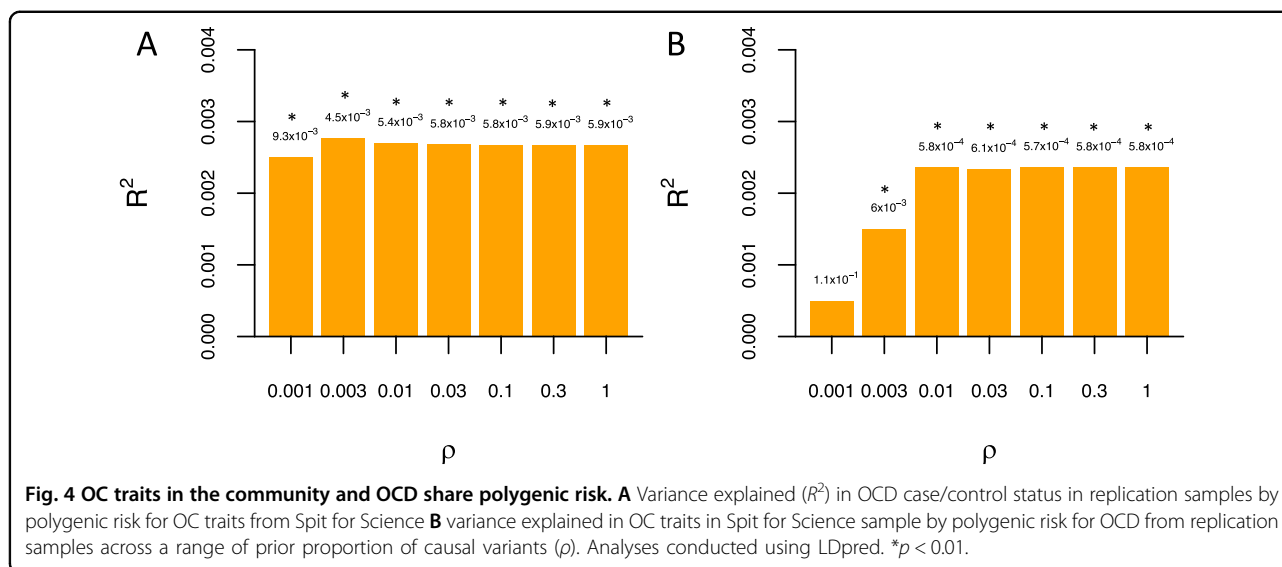 A
R²
0.000 0.001 0.002 0.003 0.004
* * * * * * *
9.3x10⁻³ 4.5x10⁻³ 5.4x10⁻³ 5.8x10⁻³ 5.8x10⁻³ 5.9x10⁻³ 5.9x10⁻³
0.001 0.003 0.01 0.03 0.1 0.3 1
ρ
B
R²
0.000 0.001 0.002 0.003 0.004
* * * * * *
1.1x10⁻¹ 6x10⁻³ 5.8x10⁻⁴ 6.1x10⁻⁴ 5.7x10⁻⁴ 5.8x10⁻⁴ 5.8x10⁻⁴
0.001 0.003 0.01 0.03 0.1 0.3 1
ρ
Fig. 4 OC traits in the community and OCD share polygenic risk. A Variance explained (R²) in OCD case/control status in replication samples by
polygenic risk for OC traits from Spit for Science B variance explained in OC traits in Spit for Science sample by polygenic risk for OCD from replication
samples across a range of prior proportion of causal variants (ρ). Analyses conducted using LDpred. *p < 0.01.